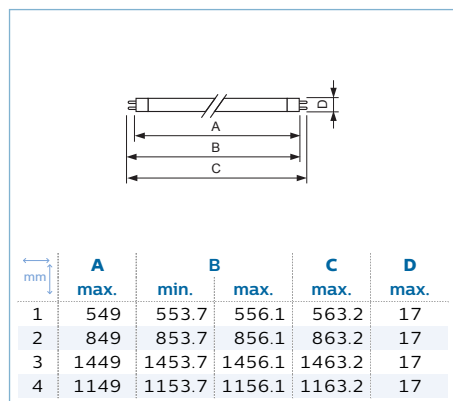 D
A
B
C
mm A B C D
max. min. max. max. max.
1 549 553.7 556.1 563.2 17
2 849 853.7 856.1 863.2 17
3 1449 1453.7 1456.1 1463.2 17
4 1149 1153.7 1156.1 1163.2 17